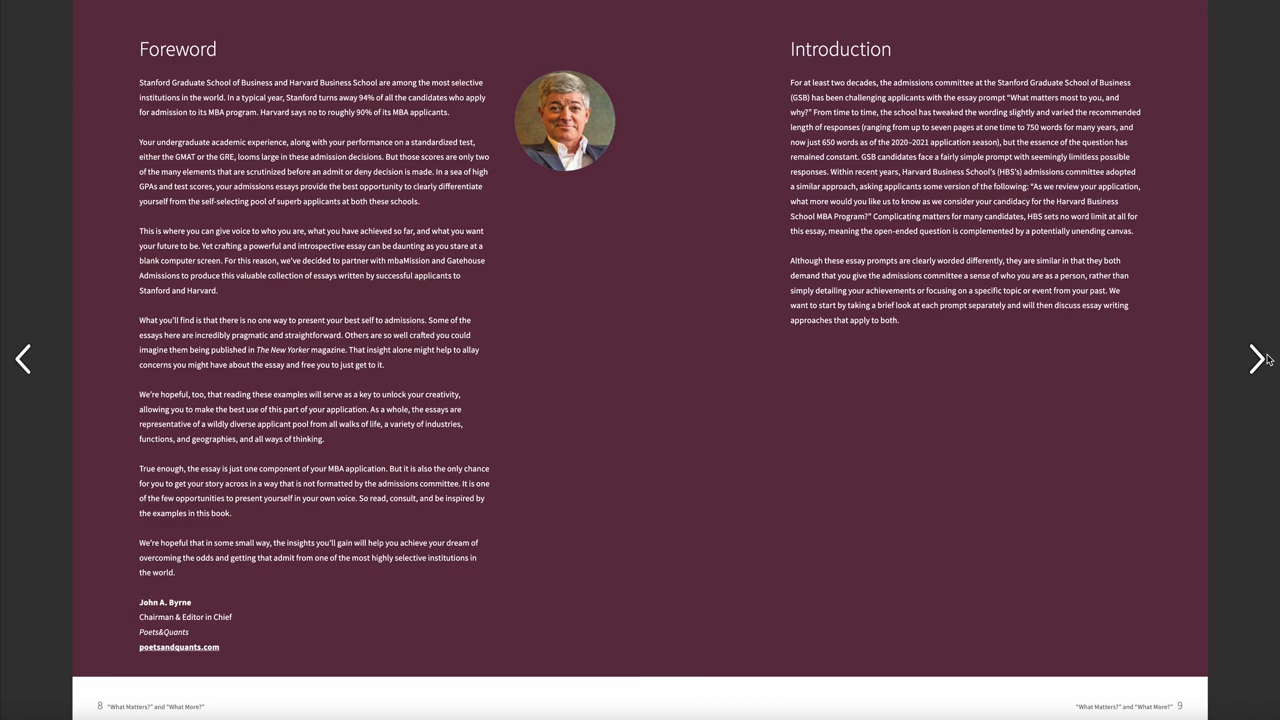 Foreword
Stanford Graduate School of Business and Harvard Business School are among the most selective
institutions in the world. In a typical year, Stanford turns away 94% of all the candidates who apply
for admission to its MBA program. Harvard says no to roughly 90% of its MBA applicants.
Your undergraduate academic experience, along with your performance on a standardized test,
either the GMAT or the GRE, looms large in these admission decisions. But those scores are only two
of the many elements that are scrutinized before an admit or deny decision is made. In a sea of high
GPAs and test scores, your admissions essays provide the best opportunity to clearly differentiate
yourself from the self-selecting pool of superb applicants at both these schools.
This is where you can give voice to who you are, what you have achieved so far, and what you want
your future to be. Yet crafting a powerful and introspective essay can be daunting as you stare at a
blank computer screen. For this reason, we've decided to partner with mbaMission and Gatehouse
Admissions to produce this valuable collection of essays written by successful applicants to
Stanford and Harvard.
What you'll find is that there is no one way to present your best self to admissions. Some of the
essays here are incredibly pragmatic and straightforward. Others are so well crafted you could
imagine them being published in The New Yorker magazine. That insight alone might help to allay
concerns you might have about the essay and free you to just get to it.
We're hopeful, too, that reading these examples will serve as a key to unlock your creativity,
allowing you to make the best use of this part of your application. As a whole, the essays are
representative of a wildly diverse applicant pool from all walks of life, a variety of industries,
functions, and geographies, and all ways of thinking.
True enough, the essay is just one component of your MBA application. But it is also the only chance
for you to get your story across in a way that is not formatted by the admissions committee. It is one
of the few opportunities to present yourself in your own voice. So read, consult, and be inspired by
the examples in this book.
We're hopeful that in some small way, the insights you'll gain will help you achieve your dream of
overcoming the odds and getting that admit from one of the most highly selective institutions in
the world.
John A. Byrne
Chairman & Editor in Chief
Poets&Quants
poetsandquants.com
8 "What Matters?" and "What More?"
Introduction
For at least two decades, the admissions committee at the Stanford Graduate School of Business
(GSB) has been challenging applicants with the essay prompt "What matters most to you, and
why?" From time to time, the school has tweaked the wording slightly and varied the recommended
length of responses (ranging from up to seven pages at one time to 750 words for many years, and
now just 650 words as of the 2020–2021 application season), but the essence of the question has
remained constant. GSB candidates face a fairly simple prompt with seemingly limitless possible
responses. Within recent years, Harvard Business School's (HBS's) admissions committee adopted
a similar approach, asking applicants some version of the following: "As we review your application,
what more would you like us to know as we consider your candidacy for the Harvard Business
School MBA Program?" Complicating matters for many candidates, HBS sets no word limit at all for
this essay, meaning the open-ended question is complemented by a potentially unending canvas.
Although these essay prompts are clearly worded differently, they are similar in that they both
demand that you give the admissions committee a sense of who you are as a person, rather than
simply detailing your achievements or focusing on a specific topic or event from your past. We
want to start by taking a brief look at each prompt separately and will then discuss essay writing
approaches that apply to both.
"What Matters?" and "What More?" 9